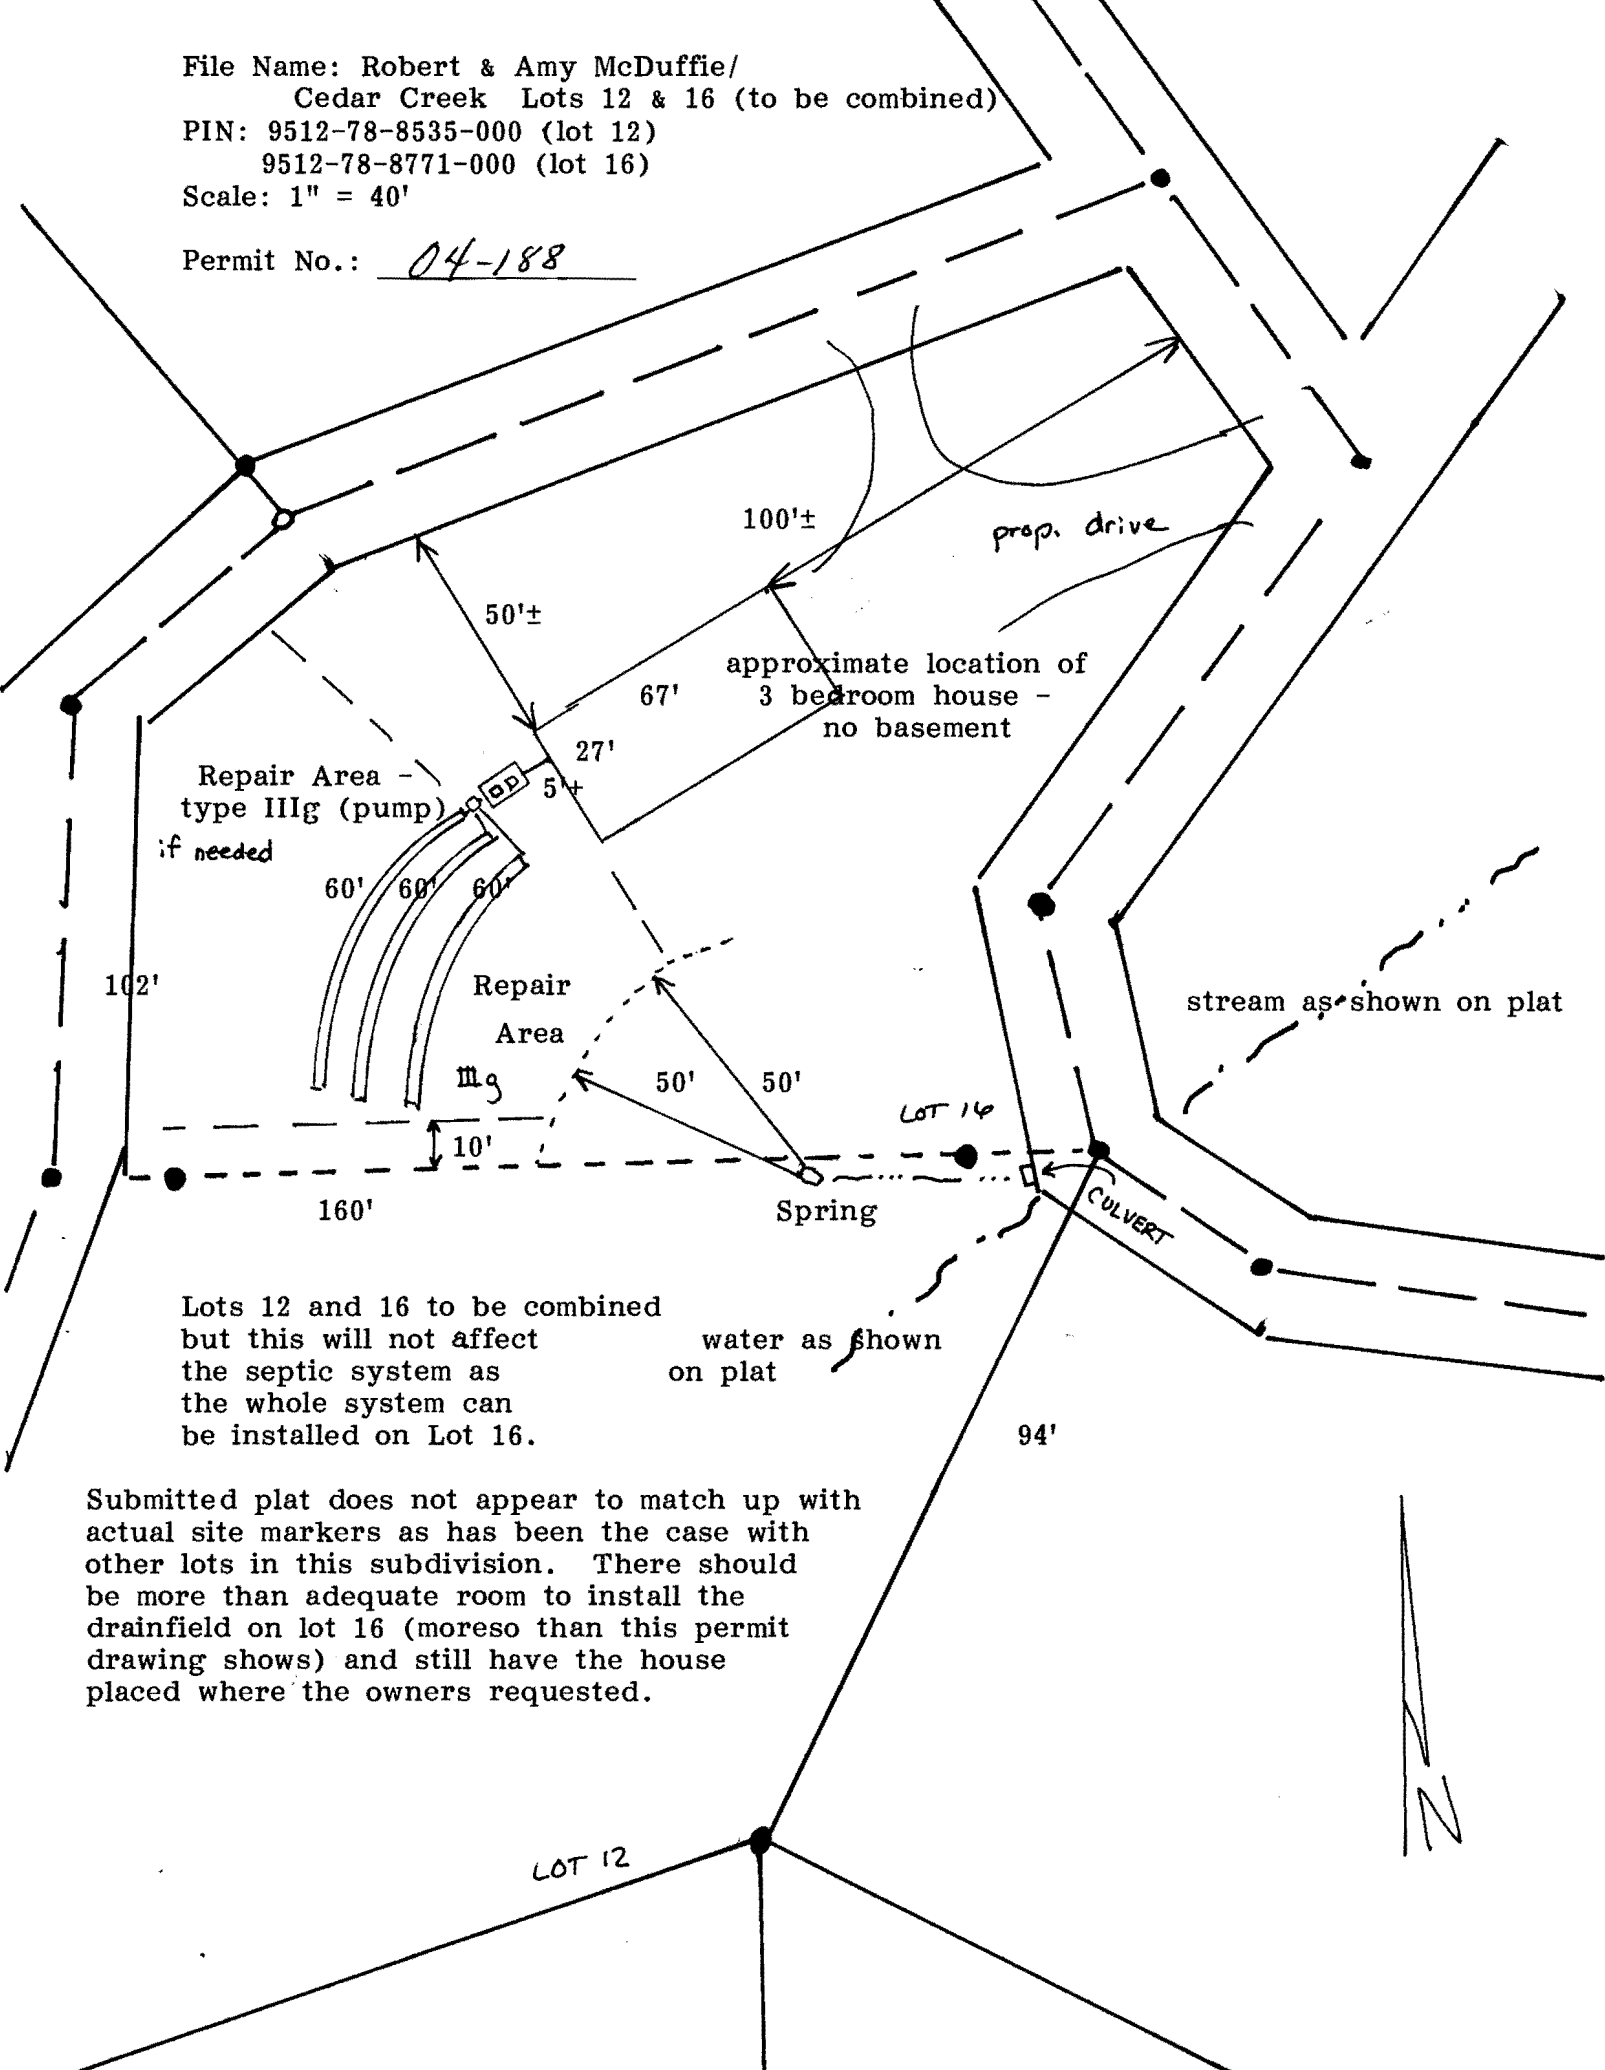 File Name: Robert & Amy McDuffie/
Cedar Creek Lots 12 & 16 (to be combined)
PIN: 9512-78-8535-000 (lot 12)
9512-78-8771-000 (lot 16)
Scale: 1" = 40'
Permit No.: 04-188
100'±
prop. drive
50'±
approximate location of
3 bedroom house -
no basement
67'
27'
5'+
Repair Area -
type IIIg (pump)
if needed
60' 60' 60'
102'
Repair
Area
IIIg
stream as shown on plat
50' 50'
LOT 16
10'
160'
Spring
CULVERT
Lots 12 and 16 to be combined
but this will not affect
the septic system as
the whole system can
be installed on Lot 16.
water as shown
on plat
94'
Submitted plat does not appear to match up with
actual site markers as has been the case with
other lots in this subdivision. There should
be more than adequate room to install the
drainfield on lot 16 (moreso than this permit
drawing shows) and still have the house
placed where the owners requested.
N
LOT 12